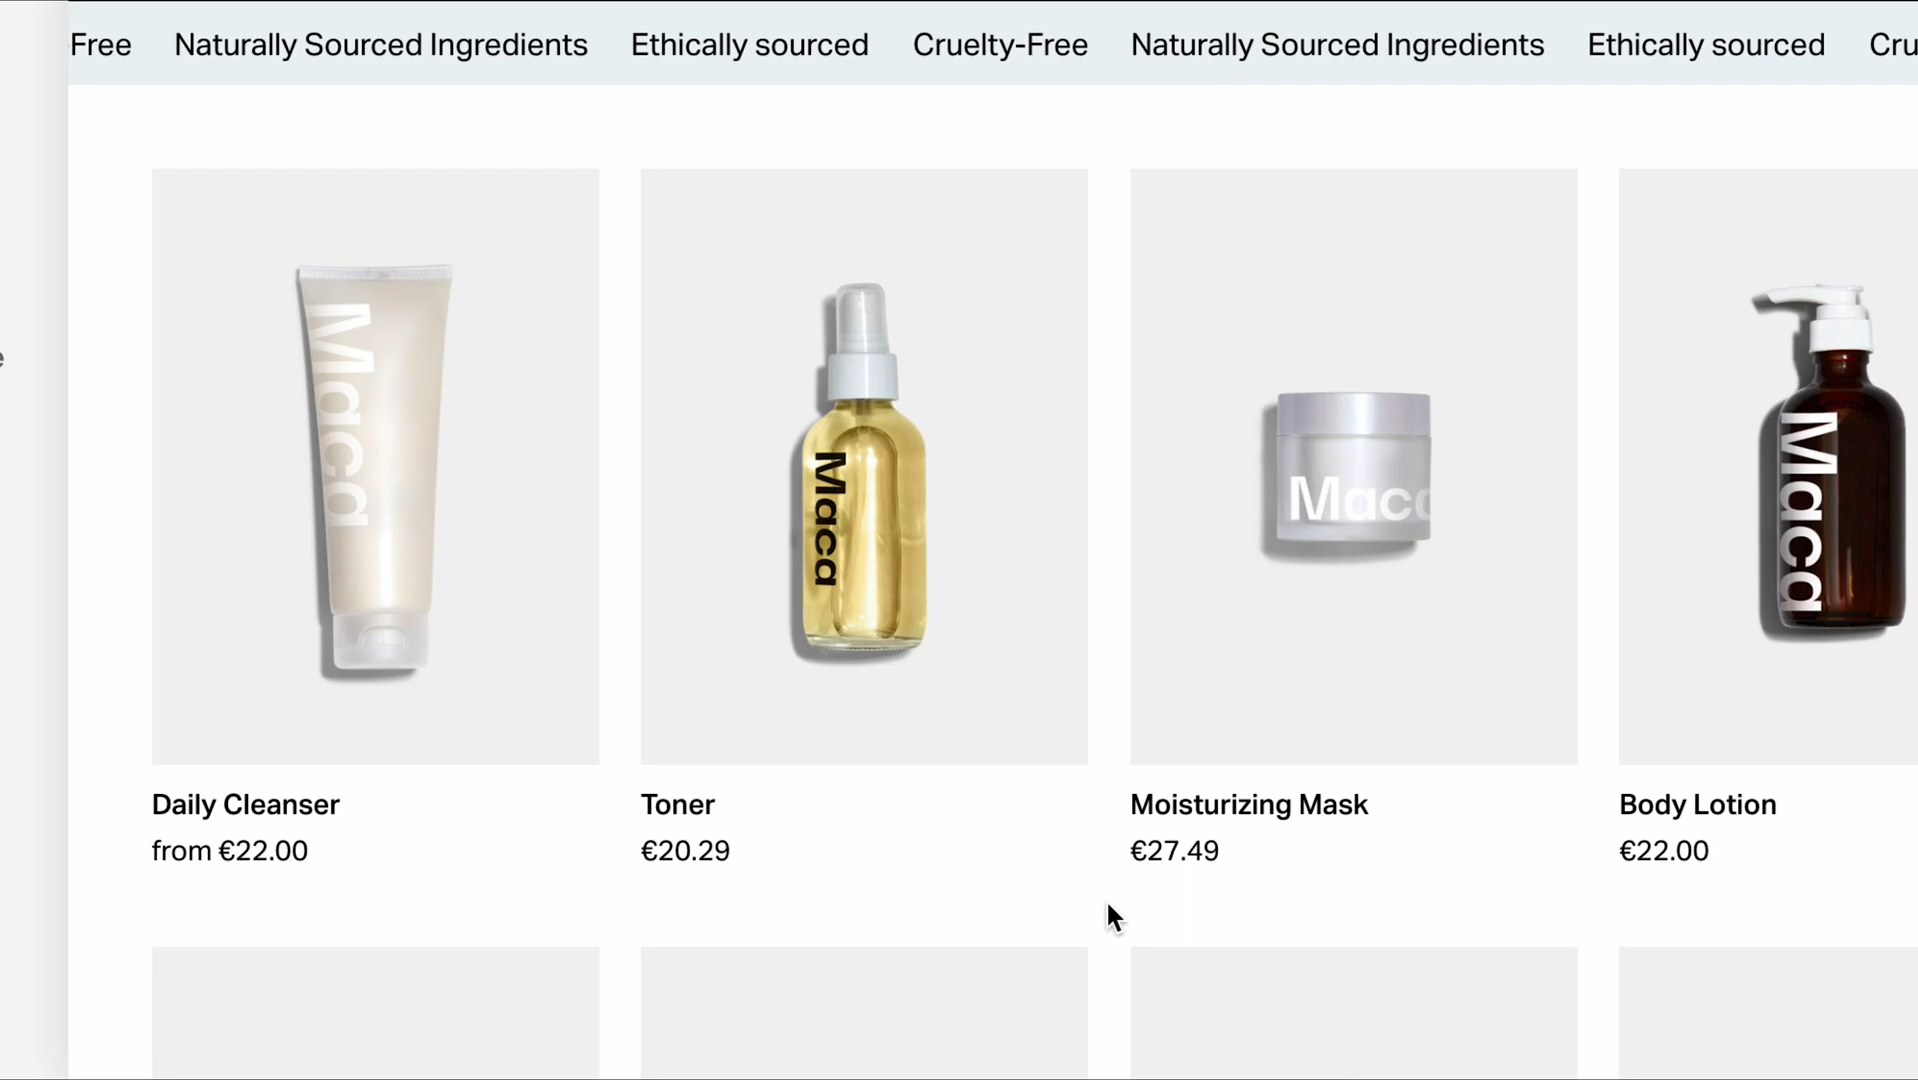 Free Naturally Sourced Ingredients Ethically sourced Cruelty-Free Naturally Sourced Ingredients Ethically sourced Cru
e
Maca
Maca
Maca
Maca
Daily Cleanser
from €22.00
Toner
€20.29
Moisturizing Mask
€27.49
Body Lotion
€22.00